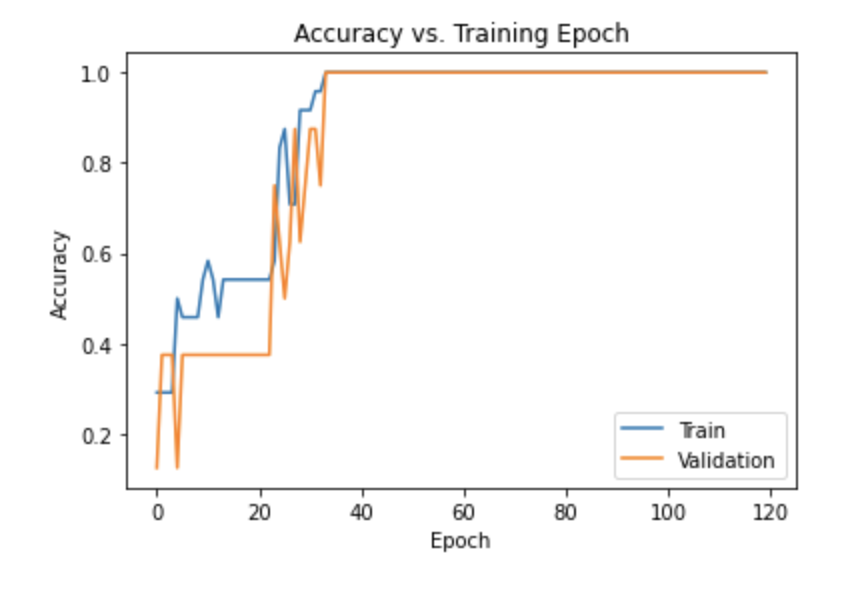 Accuracy vs. Training Epoch
1.0
0.8
0.6
0.4
0.2
Accuracy
Train
Validation
0 20 40 60 80 100 120
Epoch